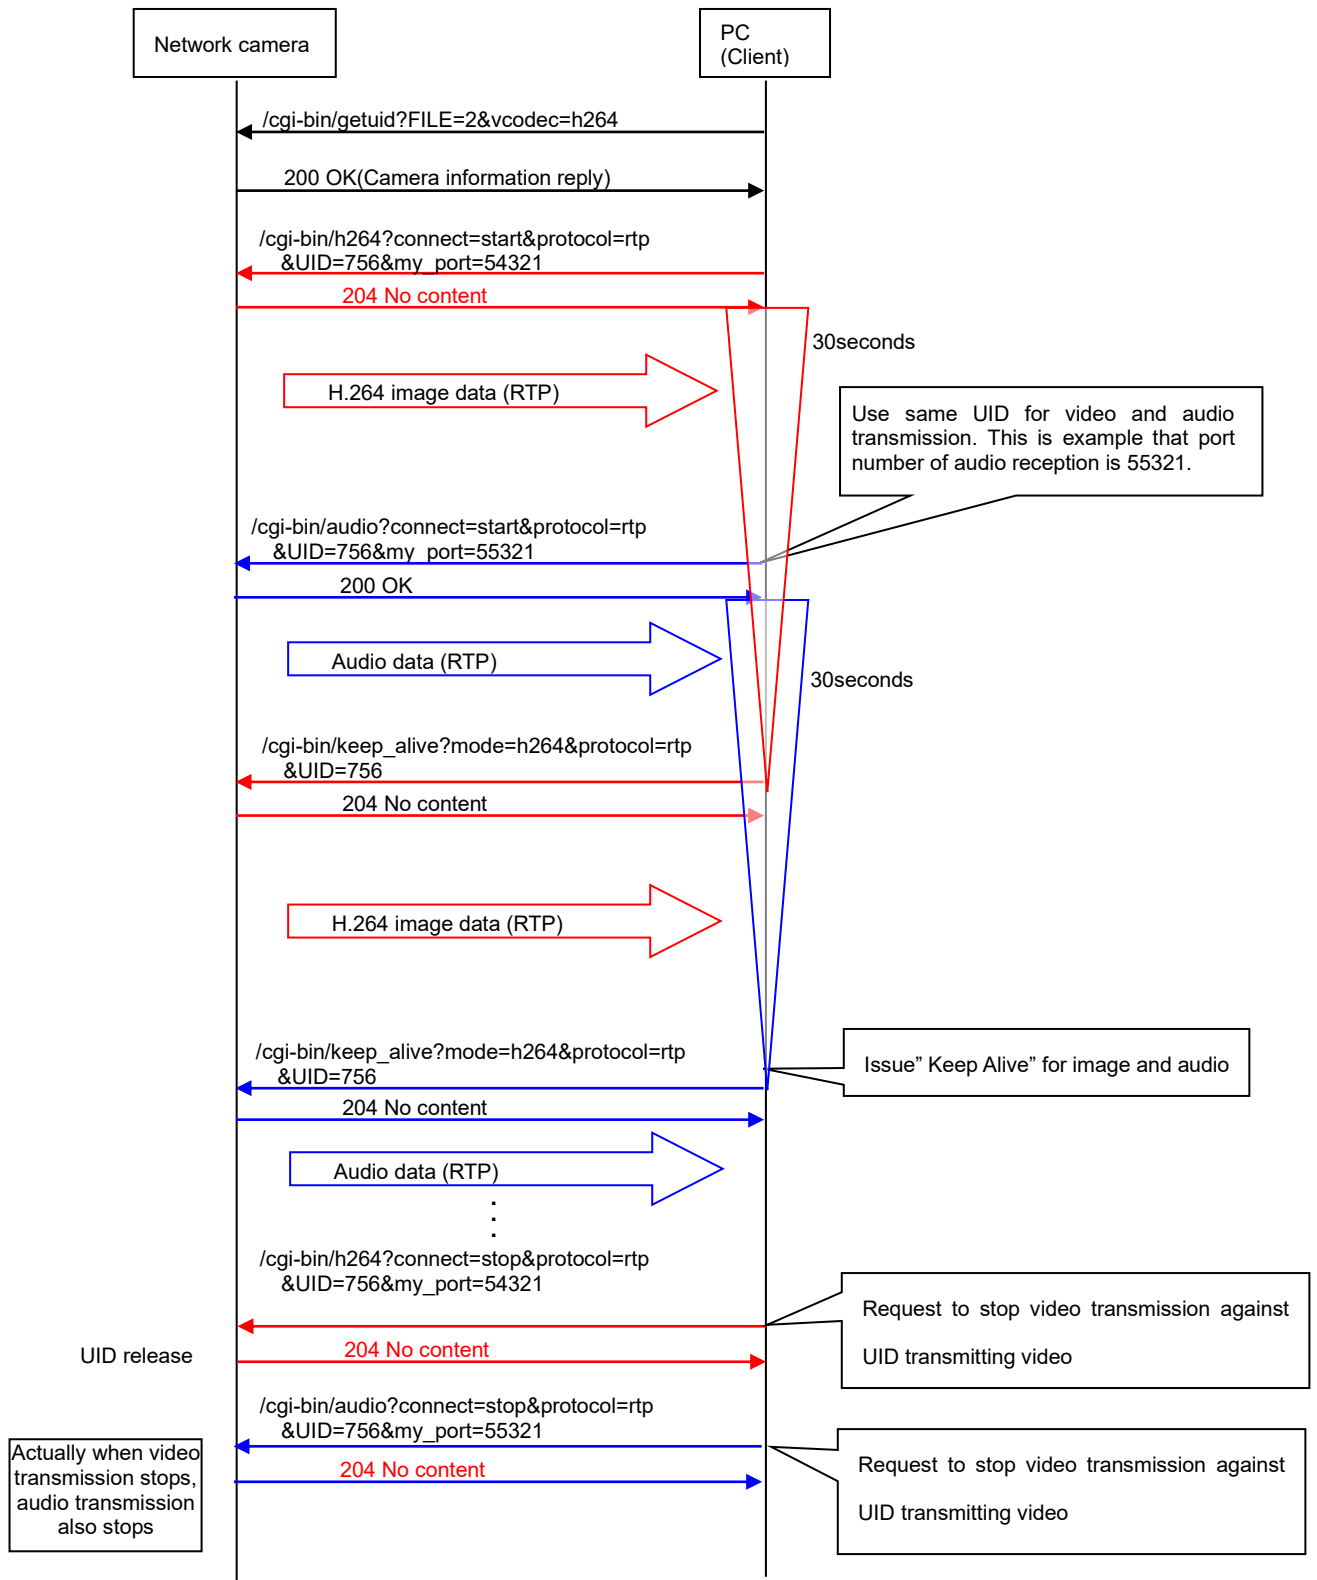 Network camera
PC
(Client)
/cgi-bin/getuid?FILE=2&vcodec=h264
200 OK(Camera information reply)
/cgi-bin/h264?connect=start&protocol=rtp
&UID=756&my_port=54321
204 No content
30seconds
H.264 image data (RTP)
Use same UID for video and audio
transmission. This is example that port
number of audio reception is 55321.
/cgi-bin/audio?connect=start&protocol=rtp
&UID=756&my_port=55321
200 OK
Audio data (RTP)
30seconds
/cgi-bin/keep_alive?mode=h264&protocol=rtp
&UID=756
204 No content
H.264 image data (RTP)
/cgi-bin/keep_alive?mode=h264&protocol=rtp
&UID=756
Issue” Keep Alive” for image and audio
204 No content
Audio data (RTP)
.
.
.
/cgi-bin/h264?connect=stop&protocol=rtp
&UID=756&my_port=54321
Request to stop video transmission against
UID transmitting video
UID release
204 No content
/cgi-bin/audio?connect=stop&protocol=rtp
&UID=756&my_port=55321
Actually when video
transmission stops,
audio transmission
also stops
204 No content
Request to stop video transmission against
UID transmitting video